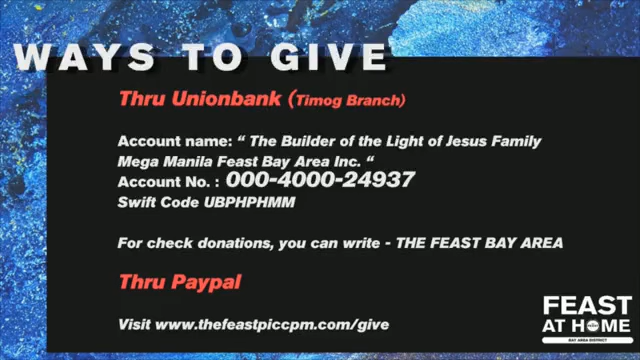 WAYS TO GIVE
Thru Unionbank (Timog Branch)
Account name: “ The Builder of the Light of Jesus Family
Mega Manila Feast Bay Area Inc. “
Account No. : 000-4000-24937
Swift Code UBPHPHMM
For check donations, you can write - THE FEAST BAY AREA
Thru Paypal
Visit www.thefeastpiccpm.com/give
FEAST
AT HOME
BAY AREA DISTRICT